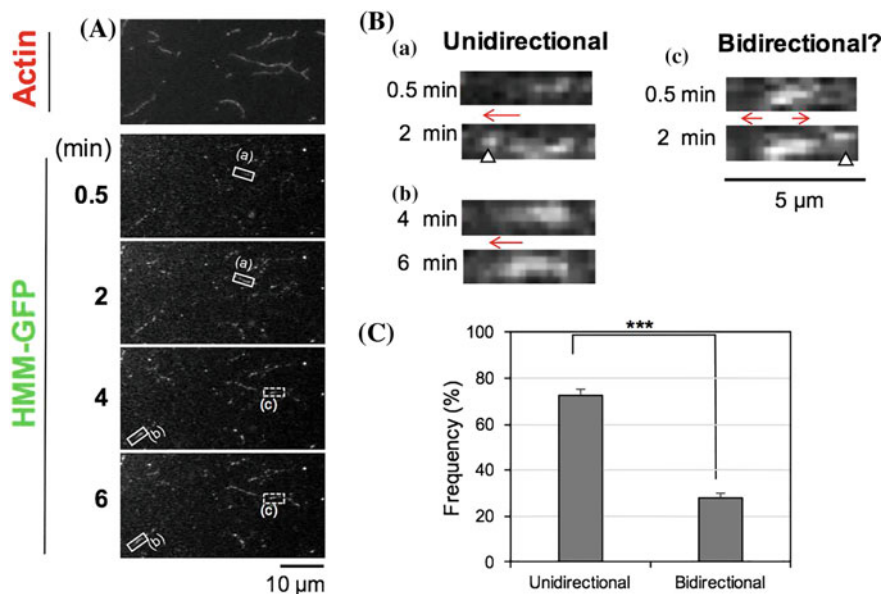 (A)
Actin
(min)
HMM-GFP
0.5
(a)
2
(a)
4
(c)
(b)
6
(c)
(b)
10 µm
(B)
Unidirectional
(a)
0.5 min
2 min
(b)
4 min
6 min
Bidirectional?
(c)
0.5 min
2 min
5 µm
(C)
***
Frequency (%)
100
80
60
40
20
0
Unidirectional
Bidirectional